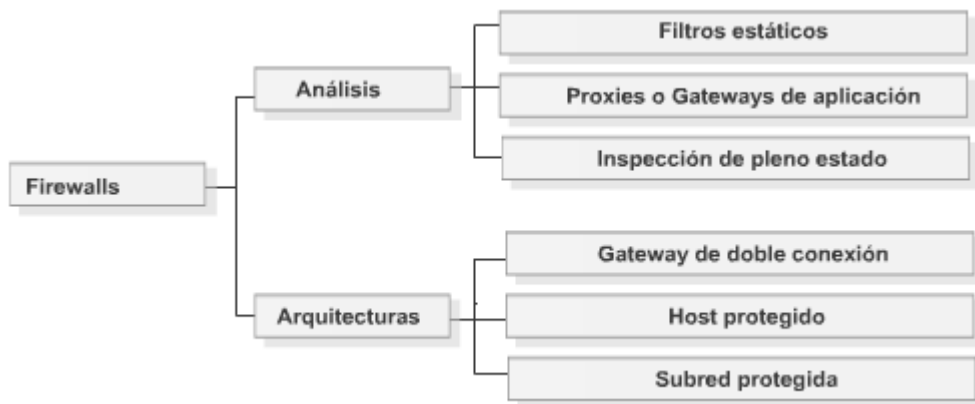 Filtros estáticos
Análisis
Proxies o Gateways de aplicación
Inspección de pleno estado
Firewalls
Gateway de doble conexión
Arquitecturas
Host protegido
Subred protegida